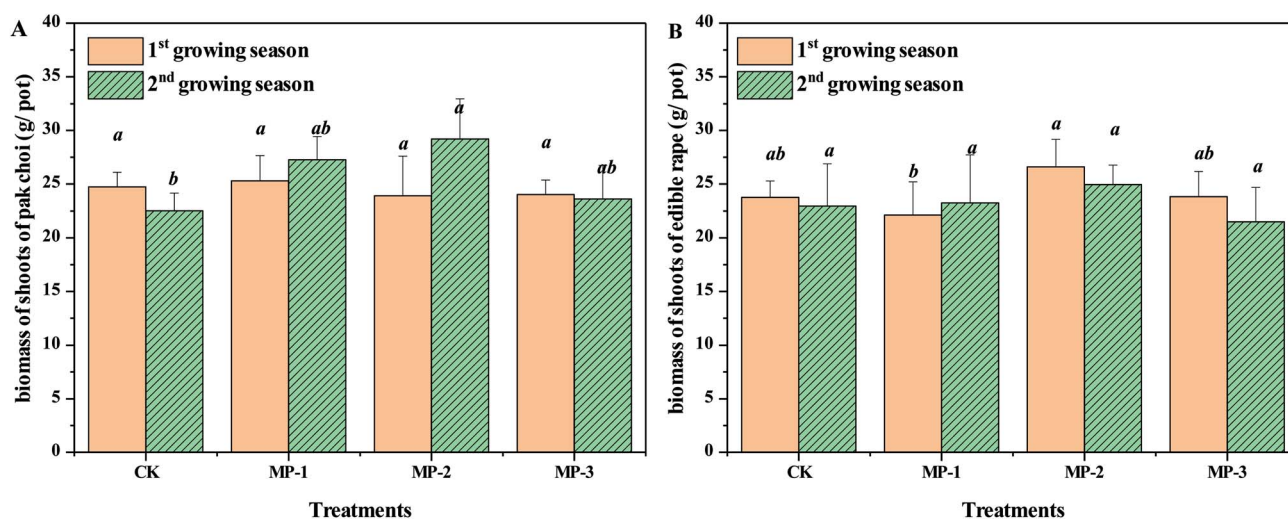 A
biomass of shoots of pak choi (g/ pot)
40
35
30
25
20
15
10
5
0
1st growing season
2nd growing season
a
b
a
ab
a
a
a
ab
CK
MP-1
MP-2
MP-3
Treatments
B
biomass of shoots of edible rape (g/ pot)
40
35
30
25
20
15
10
5
0
1st growing season
2nd growing season
ab
a
b
a
a
a
ab
a
CK
MP-1
MP-2
MP-3
Treatments